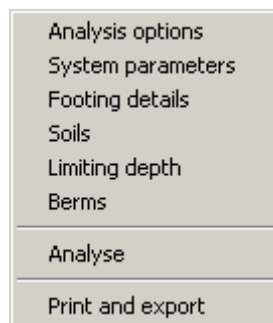 Analysis options
System parameters
Footing details
Soils
Limiting depth
Berms
Analyse
Print and export